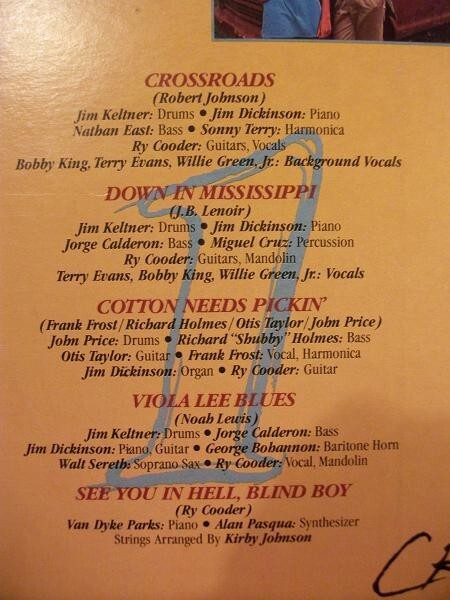 CROSSROADS
(Robert Johnson)
Jim Keltner: Drums • Jim Dickinson: Piano
Nathan East: Bass • Sonny Terry: Harmonica
Ry Cooder: Guitars, Vocals
Bobby King, Terry Evans, Willie Green, Jr.: Background Vocals
DOWN IN MISSISSIPPI
(J.B. Lenoir)
Jim Keltner: Drums • Jim Dickinson: Piano
Jorge Calderon: Bass • Miguel Cruz: Percussion
Ry Cooder: Guitars, Mandolin
Terry Evans, Bobby King, Willie Green, Jr.: Vocals
COTTON NEEDS PICKIN'
(Frank Frost/Richard Holmes/Otis Taylor/John Price)
John Price: Drums • Richard "Shubby" Holmes: Bass
Otis Taylor: Guitar • Frank Frost: Vocal, Harmonica
Jim Dickinson: Organ • Ry Cooder: Guitar
VIOLA LEE BLUES
(Noah Lewis)
Jim Keltner: Drums • Jorge Calderon: Bass
Jim Dickinson: Piano, Guitar • George Bohannon: Baritone Horn
Walt Sereth: Soprano Sax • Ry Cooder: Vocal, Mandolin
SEE YOU IN HELL, BLIND BOY
(Ry Cooder)
Van Dyke Parks: Piano • Alan Pasqua: Synthesizer
Strings Arranged By Kirby Johnson
1